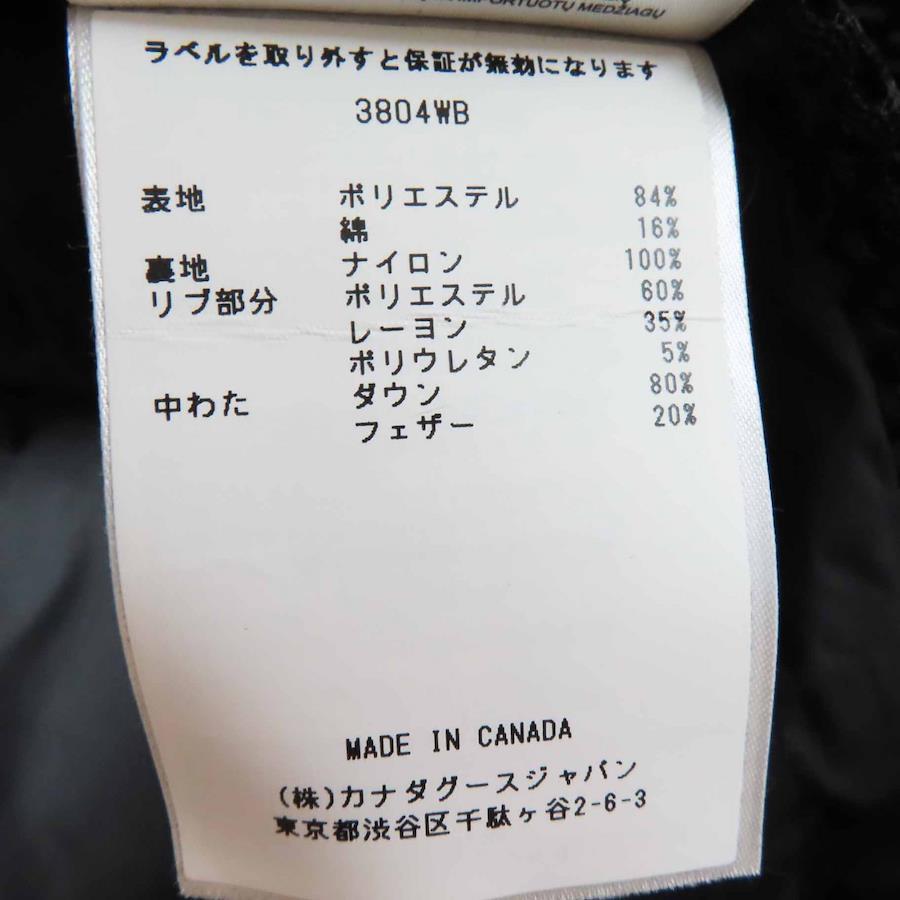 IMPORTUOTŲ MEDŽIAGŲ
ラベルを取り外すと保証が無効になります
3804WB
表地 ポリエステル 84%
綿 16%
裏地 ナイロン 100%
リブ部分 ポリエステル 60%
レーヨン 35%
ポリウレタン 5%
中わた ダウン 80%
フェザー 20%
MADE IN CANADA
(株)カナダグースジャパン
東京都渋谷区千駄ヶ谷2-6-3